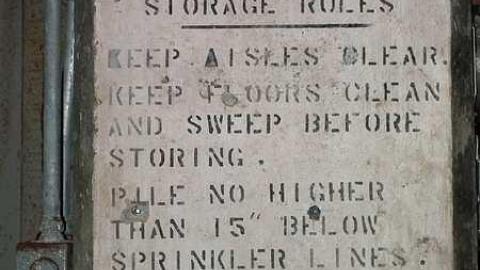 STORAGE RULES
KEEP AISLES CLEAR.
KEEP FLOORS CLEAN
AND SWEEP BEFORE
STORING.
PILE NO HIGHER
THAN 15" BELOW
SPRINKLER LINES.